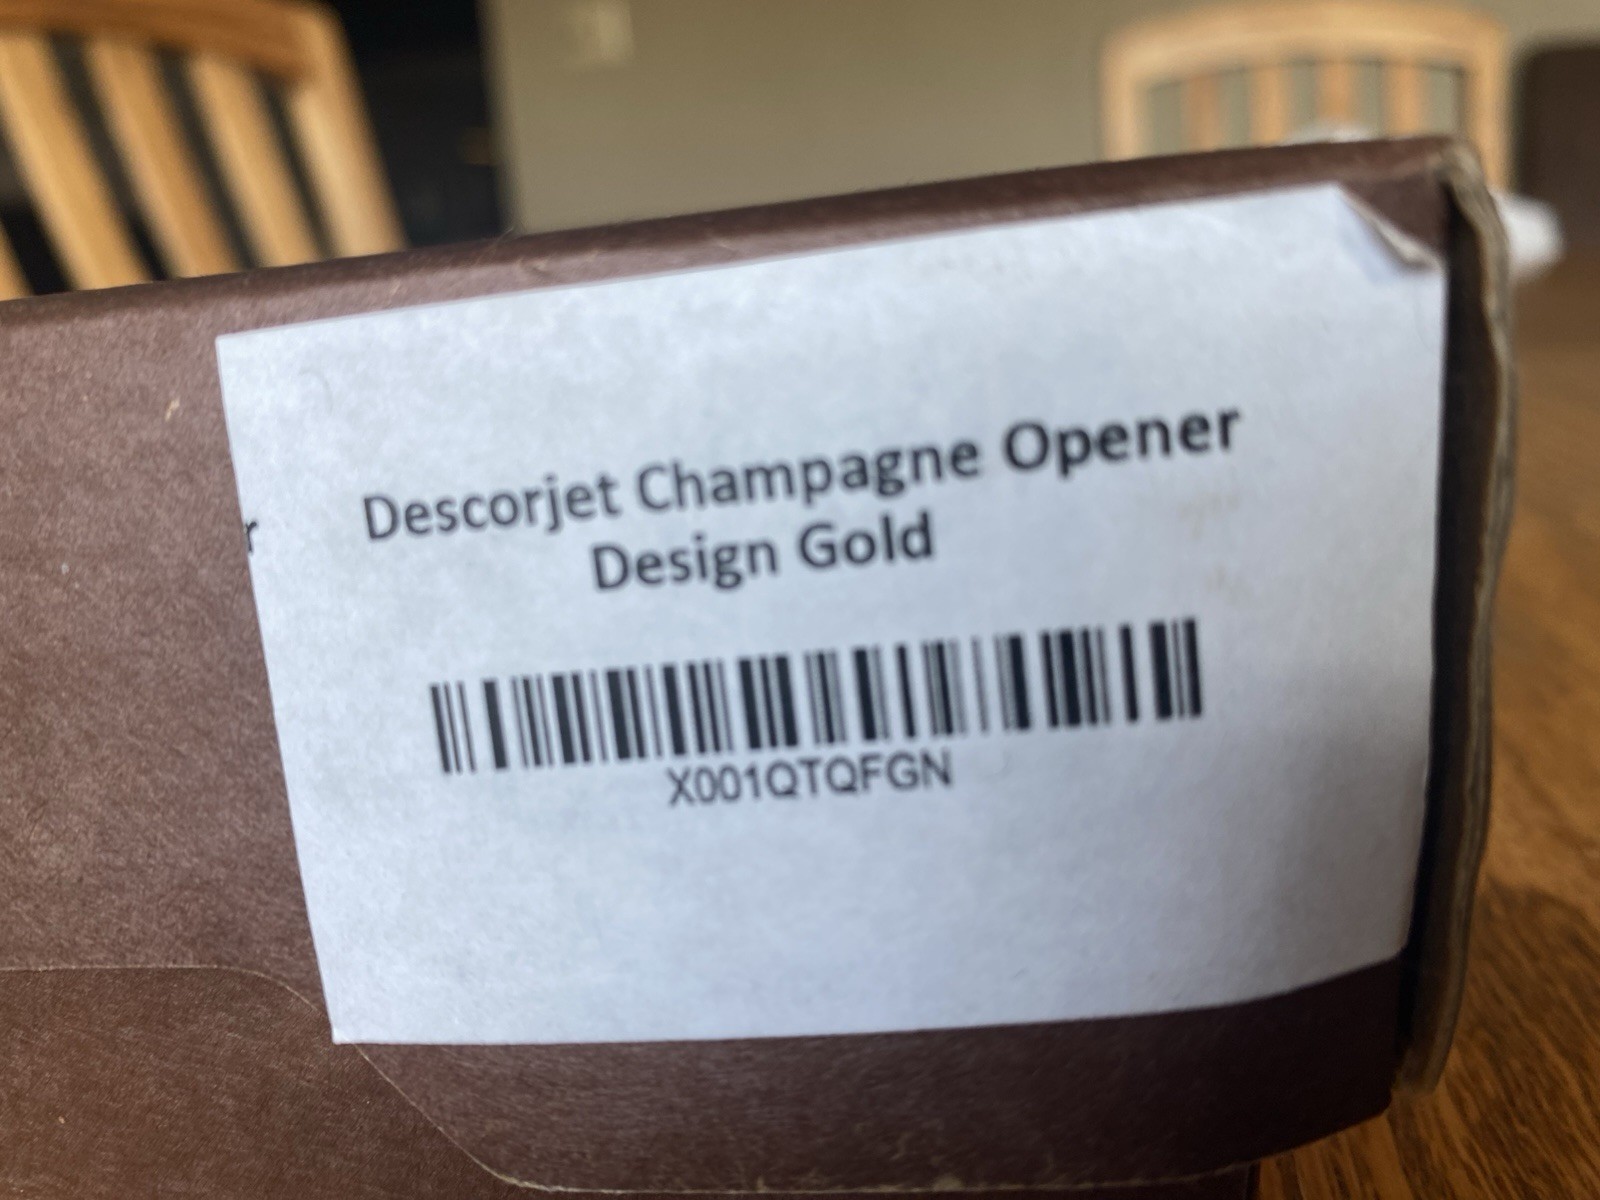 r
Descorjet Champagne Opener
Design Gold
X001QTQFGN